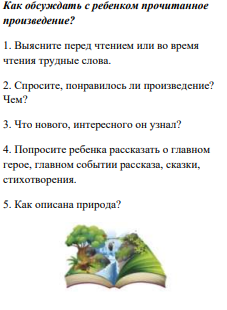 Как обсуждать с ребенком прочитанное
произведение?
1. Выясните перед чтением или во время
чтения трудные слова.
2. Спросите, понравилось ли произведение?
Чем?
3. Что нового, интересного он узнал?
4. Попросите ребенка рассказать о главном
герое, главном событии рассказа, сказки,
стихотворения.
5. Как описана природа?